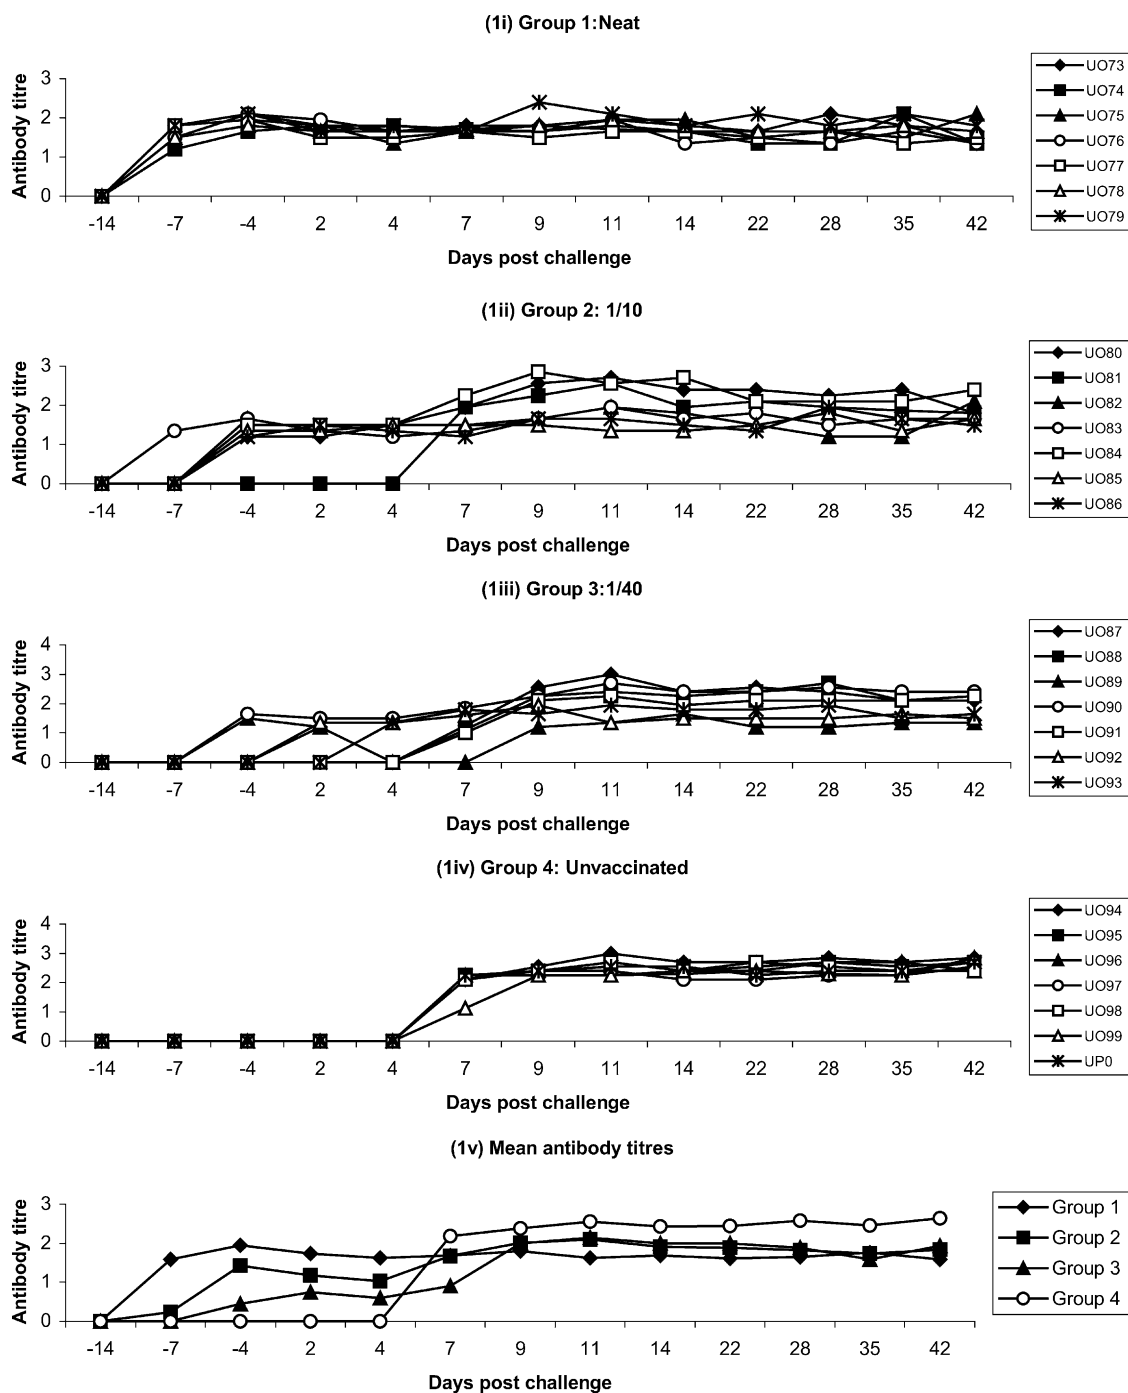 (1i) Group 1:Neat
Antibody titre
3
2
1
0
-14 -7 -4 2 4 7 9 11 14 22 28 35 42
Days post challenge
UO73
UO74
UO75
UO76
UO77
UO78
UO79
(1ii) Group 2: 1/10
Antibody titre
3
2
1
0
-14 -7 -4 2 4 7 9 11 14 22 28 35 42
Days post challenge
UO80
UO81
UO82
UO83
UO84
UO85
UO86
(1iii) Group 3:1/40
Antibody titre
4
3
2
1
0
-14 -7 -4 2 4 7 9 11 14 22 28 35 42
Days post challenge
UO87
UO88
UO89
UO90
UO91
UO92
UO93
(1iv) Group 4: Unvaccinated
Antibody titre
4
3
2
1
0
-14 -7 -4 2 4 7 9 11 14 22 28 35 42
Days post challenge
UO94
UO95
UO96
UO97
UO98
UO99
UP0
(1v) Mean antibody titres
Antibody titre
3
2
1
0
-14 -7 -4 2 4 7 9 11 14 22 28 35 42
Days post challenge
Group 1
Group 2
Group 3
Group 4